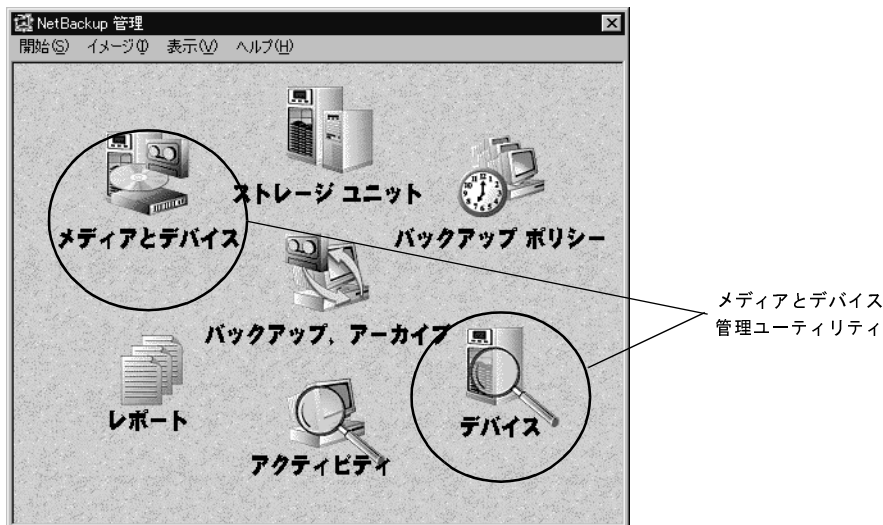 NetBackup 管理
開始(S) イメージ(I) 表示(V) ヘルプ(H)
ストレージ ユニット
メディアとデバイス
バックアップ ポリシー
バックアップ, アーカイブ
レポート
デバイス
アクティビティ
メディアとデバイス
管理ユーティリティ